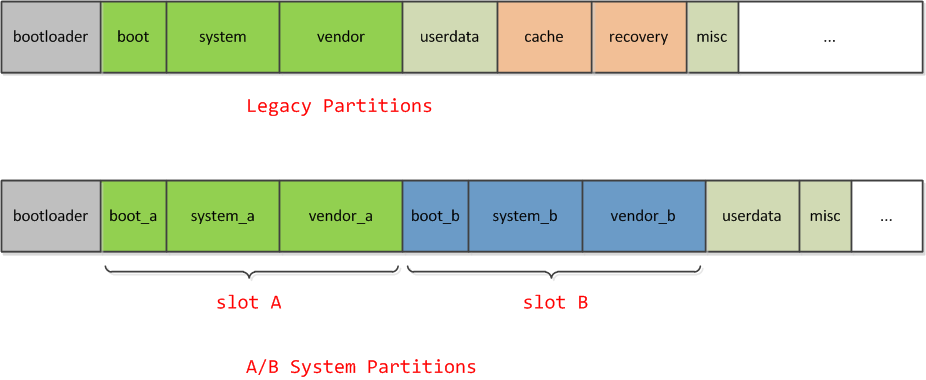 bootloader boot system vendor userdata cache recovery misc ...
Legacy Partitions
bootloader boot_a system_a vendor_a boot_b system_b vendor_b userdata misc ...
slot A slot B
A/B System Partitions